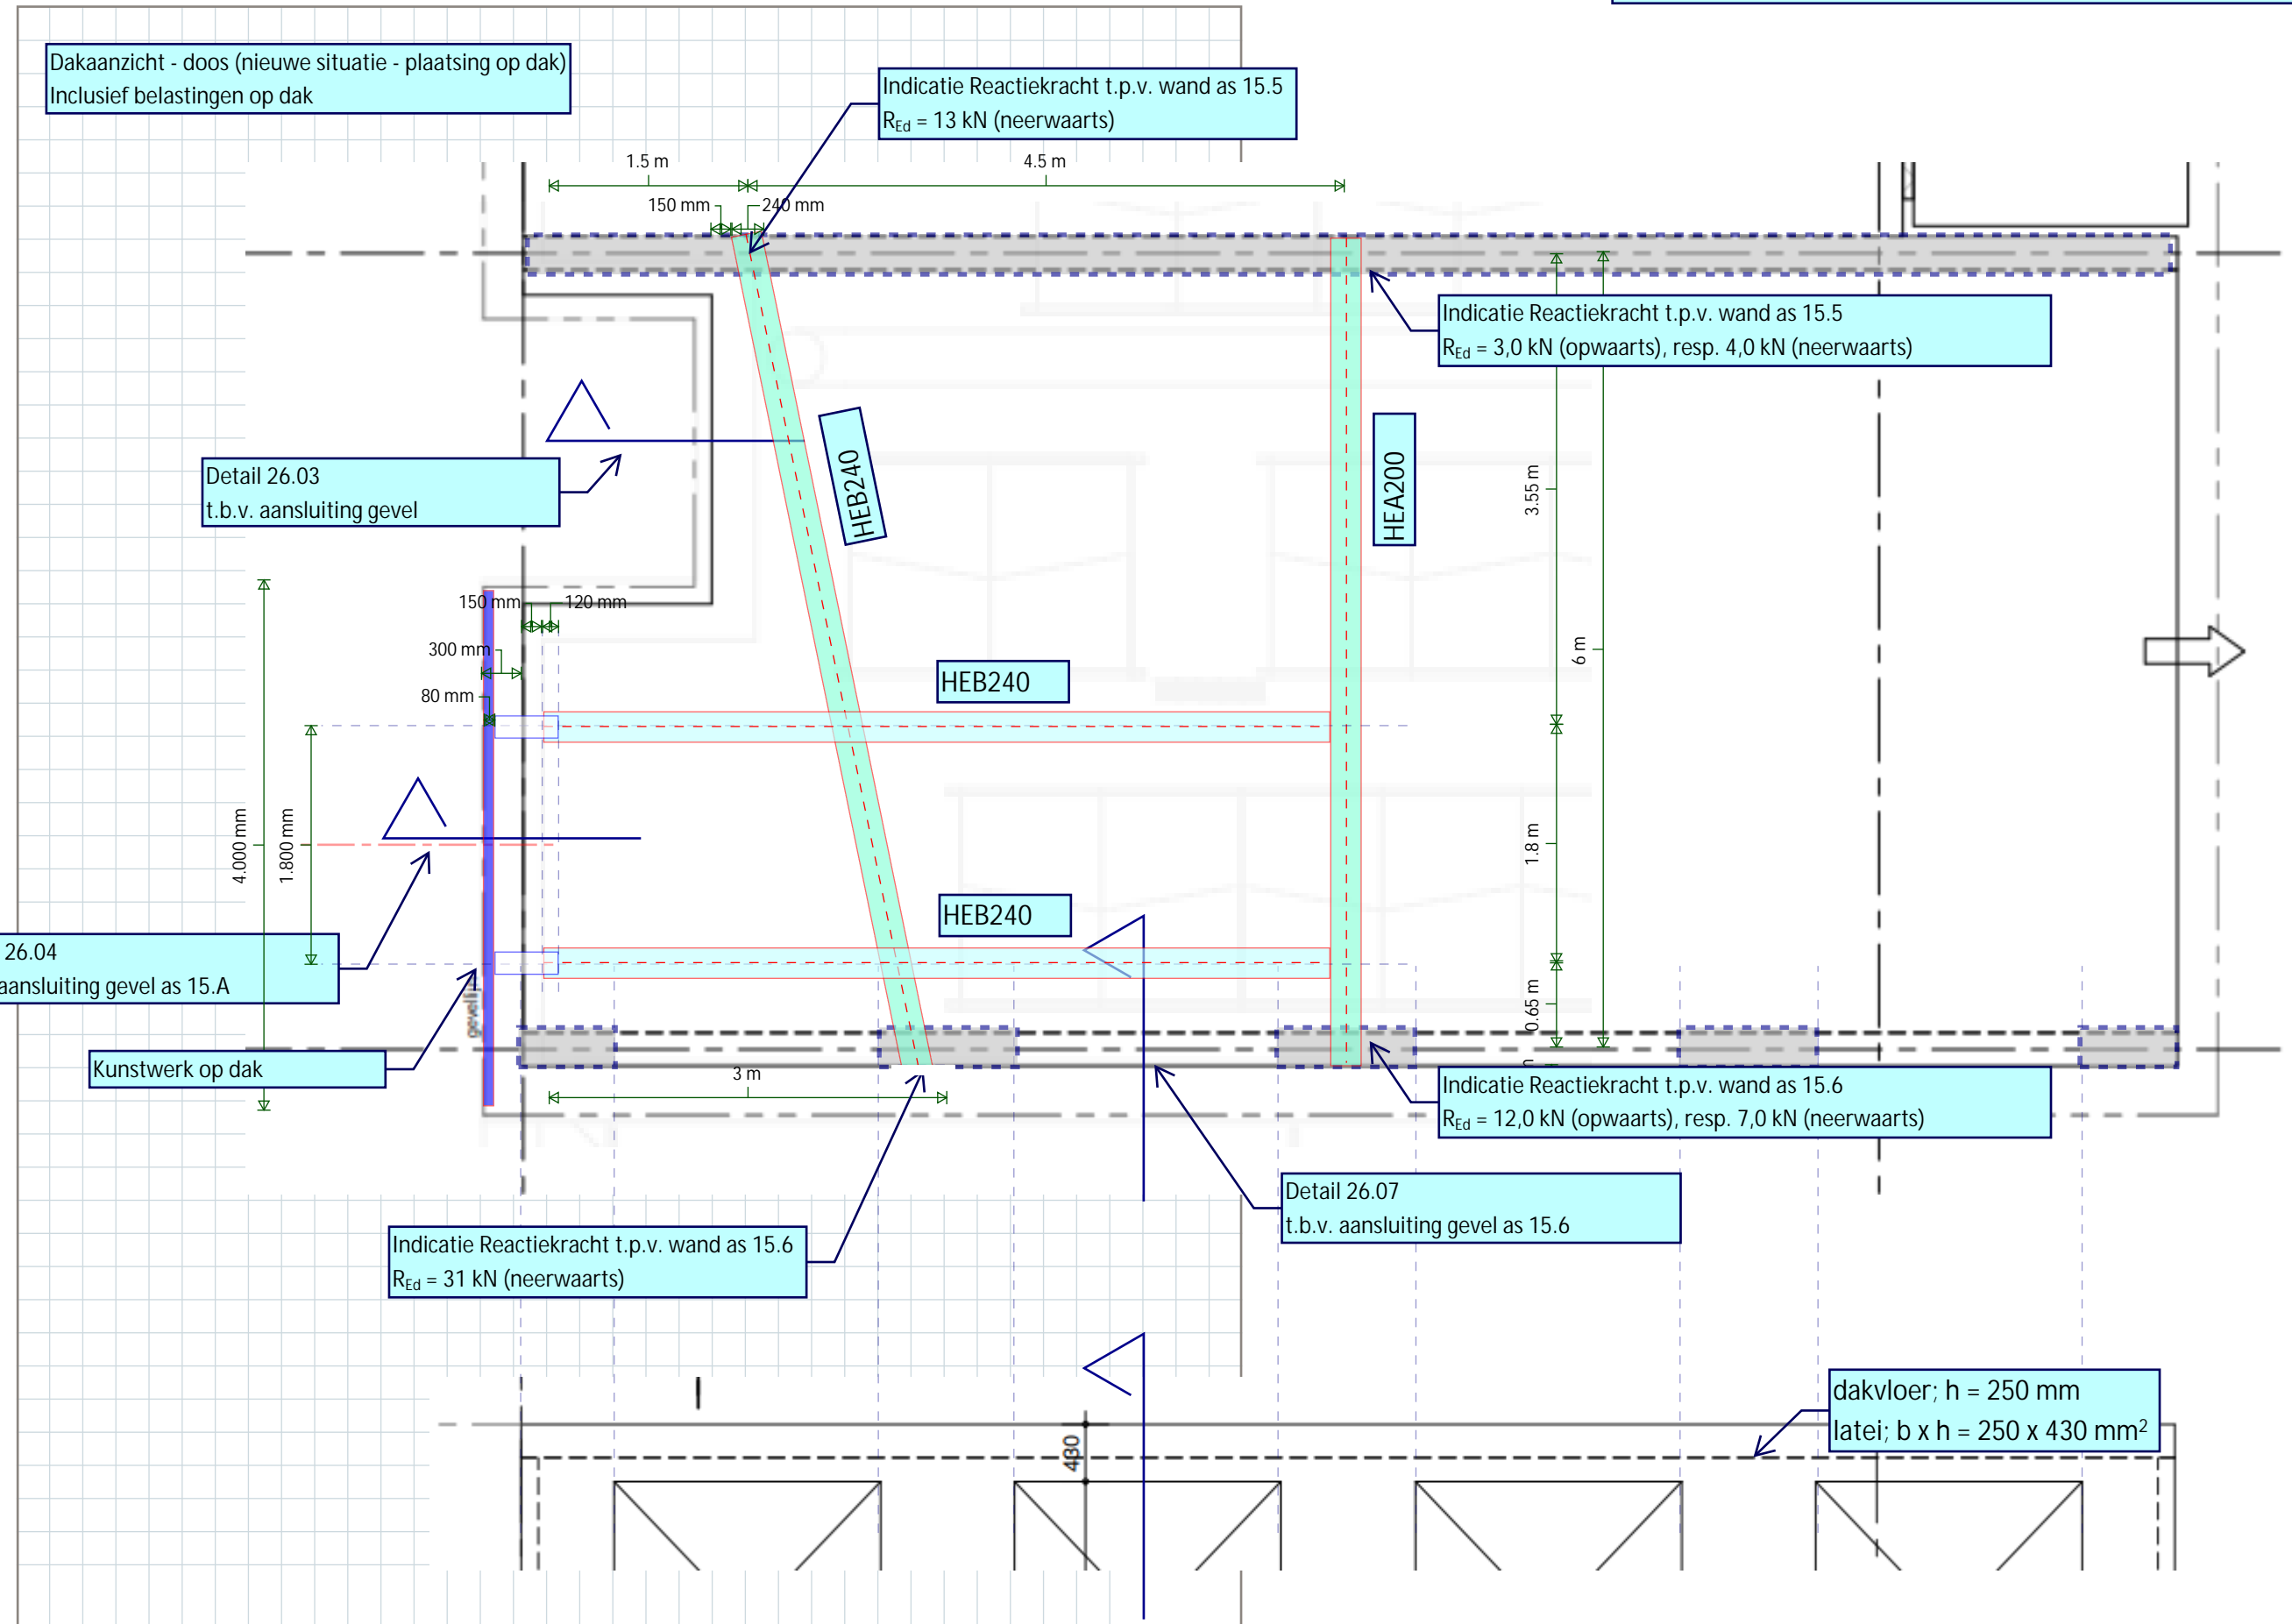 Dakaanzicht - doos (nieuwe situatie - plaatsing op dak)
Inclusief belastingen op dak
Indicatie Reactiekracht t.p.v. wand as 15.5
REd = 13 kN (neerwaarts)
1.5 m
4.5 m
150 mm
240 mm
Indicatie Reactiekracht t.p.v. wand as 15.5
REd = 3,0 kN (opwaarts), resp. 4,0 kN (neerwaarts)
Detail 26.03
t.b.v. aansluiting gevel
HEB240
HEA200
3.55 m
6 m
150 mm
120 mm
300 mm
80 mm
HEB240
4.000 mm
1.800 mm
1.8 m
HEB240
26.04
aansluiting gevel as 15.A
0.65 m
Kunstwerk op dak
3 m
Indicatie Reactiekracht t.p.v. wand as 15.6
REd = 12,0 kN (opwaarts), resp. 7,0 kN (neerwaarts)
Detail 26.07
t.b.v. aansluiting gevel as 15.6
Indicatie Reactiekracht t.p.v. wand as 15.6
REd = 31 kN (neerwaarts)
dakvloer; h = 250 mm
latei; b x h = 250 x 430 mm²
430